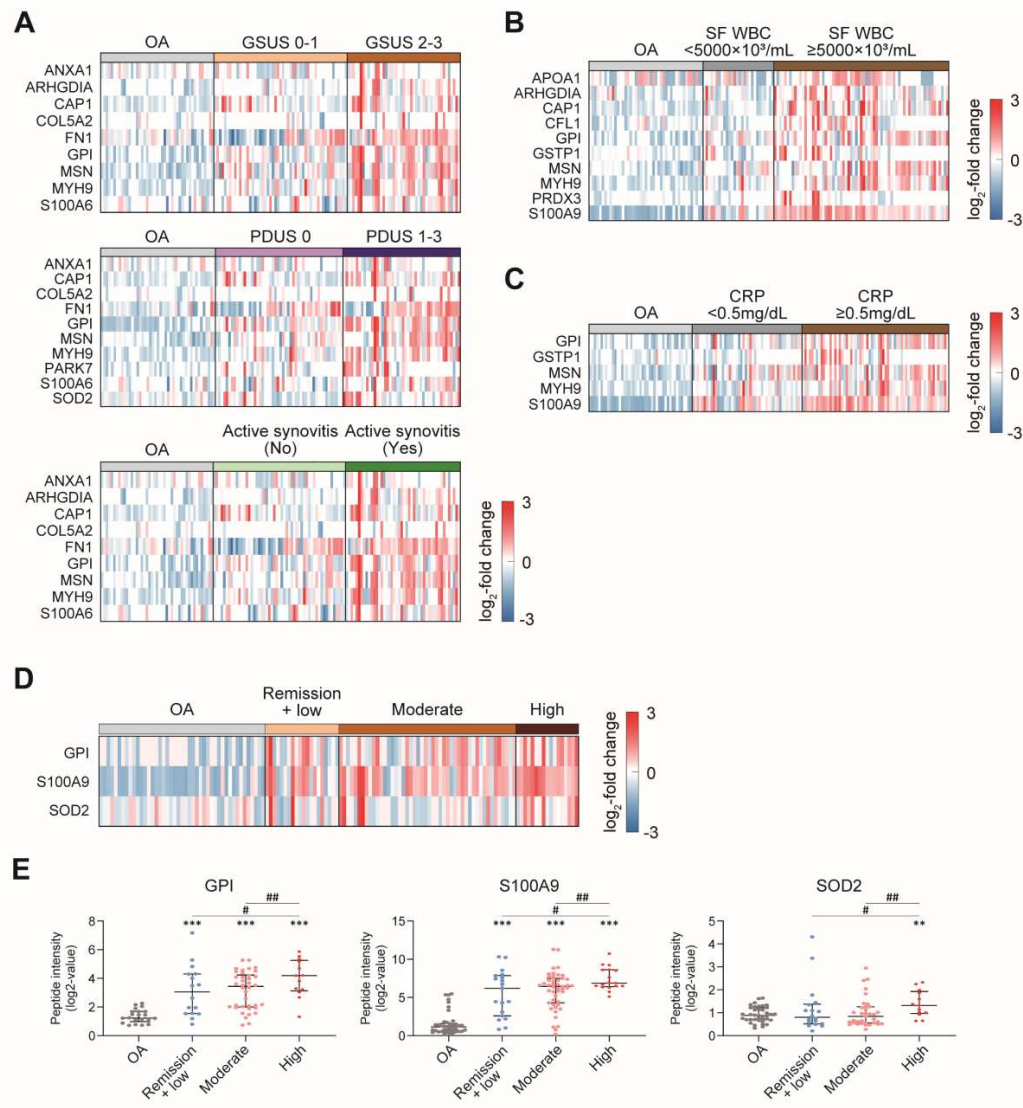 A
OA GSUS 0-1 GSUS 2-3
ANXA1
ARHGDIA
CAP1
COL5A2
FN1
GPI
MSN
MYH9
S100A6
OA PDUS 0 PDUS 1-3
ANXA1
CAP1
COL5A2
FN1
GPI
MSN
MYH9
PARK7
S100A6
SOD2
Active synovitis Active synovitis
OA (No) (Yes)
ANXA1
ARHGDIA
CAP1
COL5A2
FN1
GPI
MSN
MYH9
S100A6
log2-fold change
3
0
-3
B
SF WBC SF WBC
OA <5000×10³/mL ≥5000×10³/mL
APOA1
ARHGDIA
CAP1
CFL1
GPI
GSTP1
MSN
MYH9
PRDX3
S100A9
log2-fold change
3
0
-3
C
CRP CRP
OA <0.5mg/dL ≥0.5mg/dL
GPI
GSTP1
MSN
MYH9
S100A9
log2-fold change
3
0
-3
D
Remission
OA + low Moderate High
GPI
S100A9
SOD2
log2-fold change
3
0
-3
E
GPI
##
#
*** *** ***
Peptide intensity
(log2-value)
8
6
4
2
0
OA
Remission
+ low
Moderate
High
S100A9
##
#
*** *** ***
Peptide intensity
(log2-value)
15
10
5
0
OA
Remission
+ low
Moderate
High
SOD2
##
#
**
Peptide intensity
(log2-value)
5
4
3
2
1
0
OA
Remission
+ low
Moderate
High